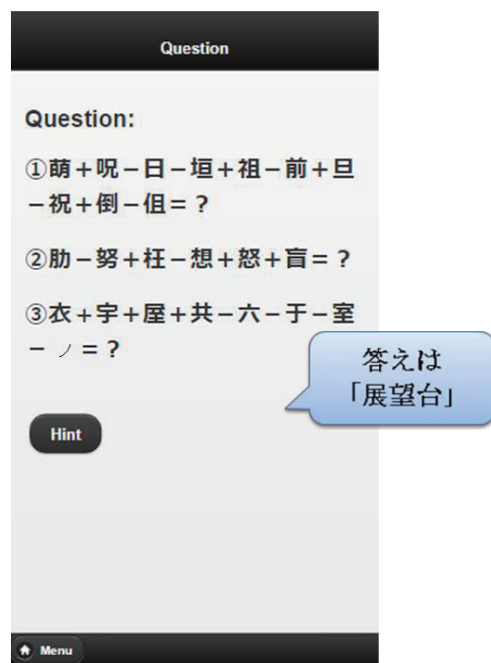 Question
Question:
①萌+呪−日−垣+祖−前+旦
−祝+倒−但=?
②肋−努+枉−想+怒+盲=?
③衣+宇+屋+共−六−于−室
−ノ=?
答えは
「展望台」
Hint
Menu